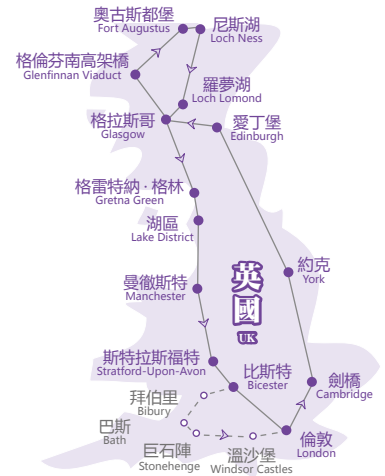 奧古斯都堡
Fort Augustus
尼斯湖
Loch Ness
格倫芬南高架橋
Glenfinnan Viaduct
羅夢湖
Loch Lomond
格拉斯哥
Glasgow
愛丁堡
Edinburgh
格雷特納·格林
Gretna Green
湖區
Lake District
英國
UK
約克
York
曼徹斯特
Manchester
斯特拉斯福特
Stratford-Upon-Avon
比斯特
Bicester
劍橋
Cambridge
拜伯里
Bibury
巴斯
Bath
巨石陣
Stonehenge
溫沙堡
Windsor Castles
倫敦
London